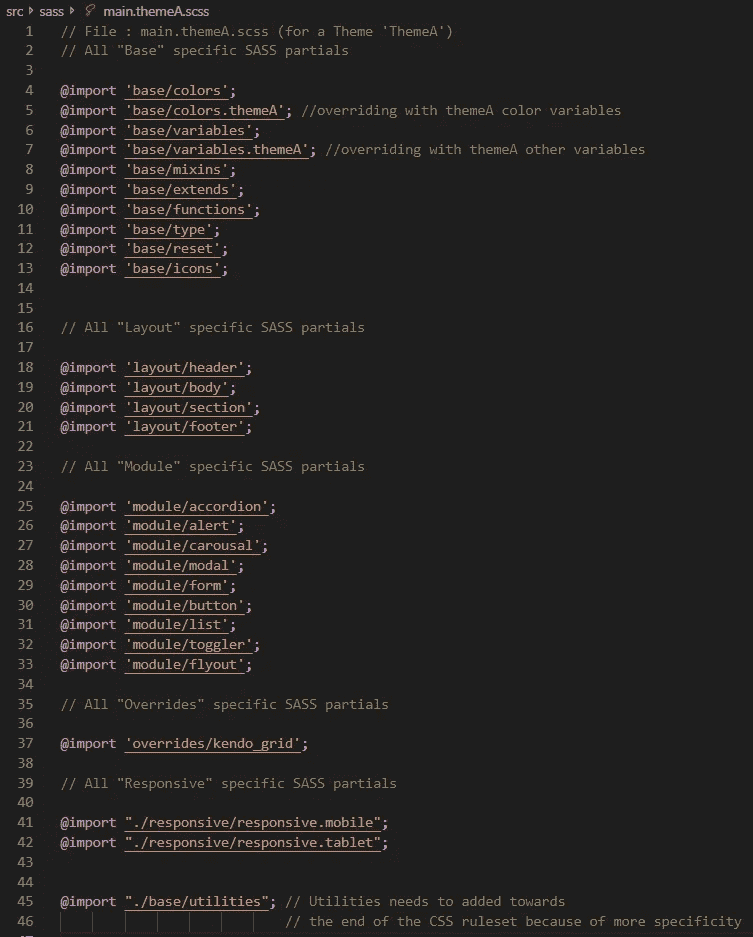 src › sass › main.themeA.scss
1 // File : main.themeA.scss (for a Theme 'ThemeA')
2 // All "Base" specific SASS partials
3
4 @import 'base/colors';
5 @import 'base/colors.themeA'; //overriding with themeA color variables
6 @import 'base/variables';
7 @import 'base/variables.themeA'; //overriding with themeA other variables
8 @import 'base/mixins';
9 @import 'base/extends';
10 @import 'base/functions';
11 @import 'base/type';
12 @import 'base/reset';
13 @import 'base/icons';
14
15
16 // All "Layout" specific SASS partials
17
18 @import 'layout/header';
19 @import 'layout/body';
20 @import 'layout/section';
21 @import 'layout/footer';
22
23 // All "Module" specific SASS partials
24
25 @import 'module/accordion';
26 @import 'module/alert';
27 @import 'module/carousal';
28 @import 'module/modal';
29 @import 'module/form';
30 @import 'module/button';
31 @import 'module/list';
32 @import 'module/toggler';
33 @import 'module/flyout';
34
35 // All "Overrides" specific SASS partials
36
37 @import 'overrides/kendo_grid';
38
39 // All "Responsive" specific SASS partials
40
41 @import "./responsive/responsive.mobile";
42 @import "./responsive/responsive.tablet";
43
44
45 @import "./base/utilities"; // Utilities needs to added towards
46 // the end of the CSS ruleset because of more specificity